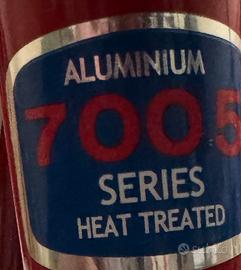 ALUMINIUM
7005
SERIES
HEAT TREATED